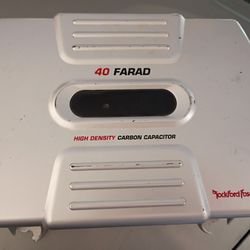 40 FARAD
HIGH DENSITY CARBON CAPACITOR
Rockford Fos